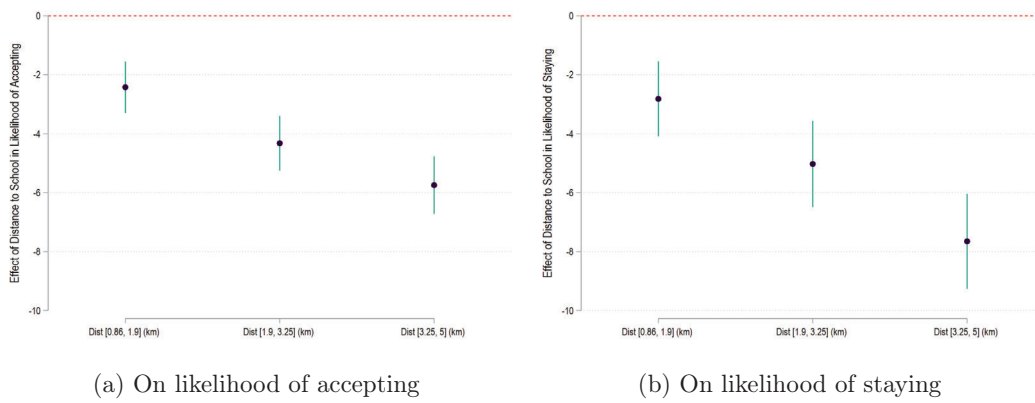 Effect of Distance to School in Likelihood of Accepting
0
-2
-4
-6
-8
-10
Dist [0.86, 1.9] (km)
Dist [1.9, 3.25] (km)
Dist [3.25, 5] (km)
(a) On likelihood of accepting
Effect of Distance to School in Likelihood of Staying
0
-2
-4
-6
-8
-10
Dist [0.86, 1.9] (km)
Dist [1.9, 3.25] (km)
Dist [3.25, 5] (km)
(b) On likelihood of staying